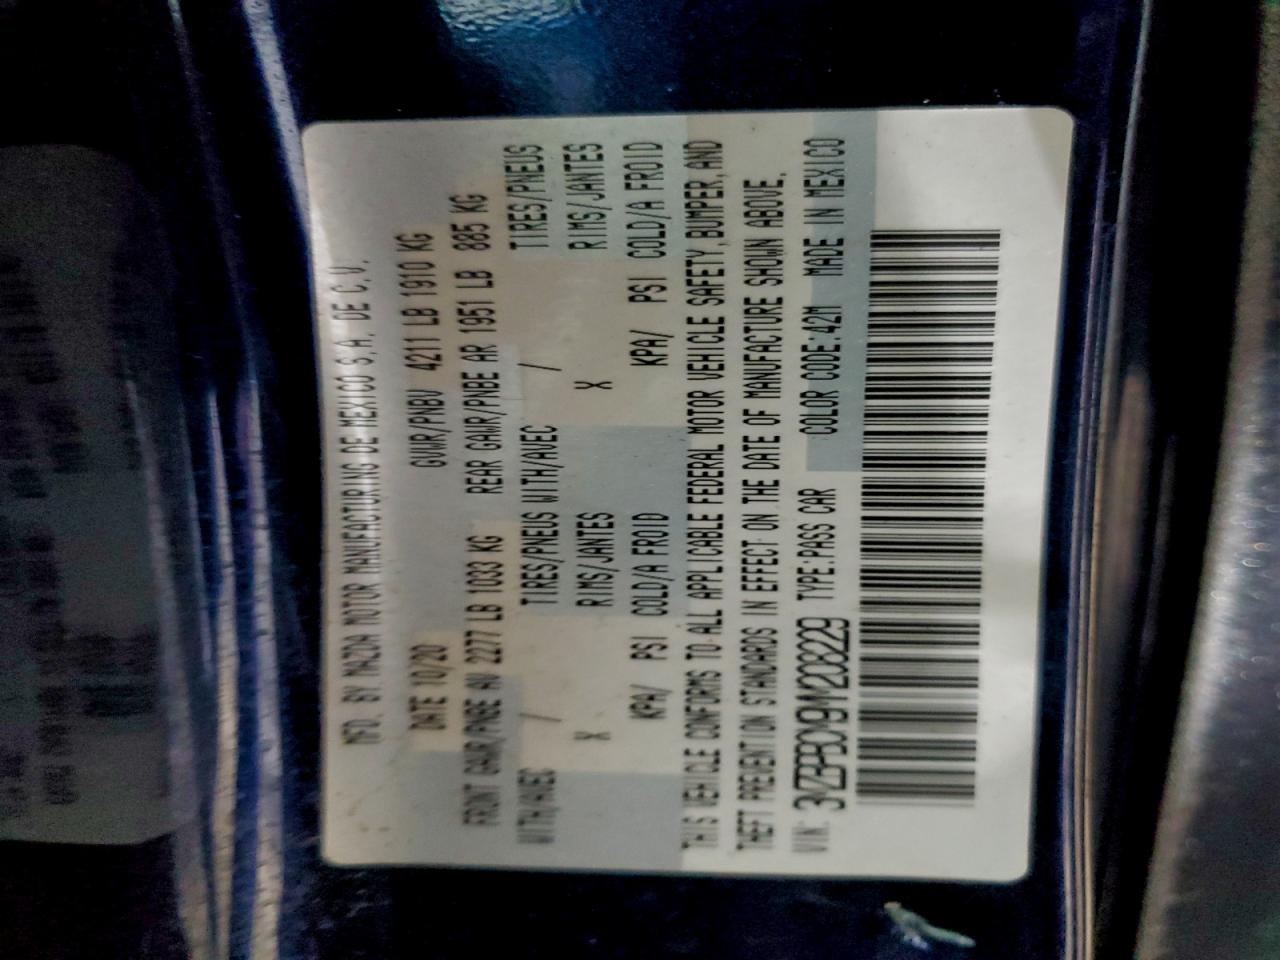 MFD. BY MAZDA MOTOR MANUFACTURING DE MEXICO S.A. DE C.V.
DATE 10/20 GVWR/PNBV 4211 LB 1910 KG
FRONT GAWR/PNBE AV 2277 LB 1033 KG REAR GAWR/PNBE AR 1951 LB 885 KG
WITH/AVEC / TIRES/PNEUS WITH/AVEC / TIRES/PNEUS
X RIMS/JANTES X RIMS/JANTES
KPA/ PSI COLD/A FROID KPA/ PSI COLD/A FROID
THIS VEHICLE CONFORMS TO ALL APPLICABLE FEDERAL MOTOR VEHICLE SAFETY, BUMPER, AND
THEFT PREVENTION STANDARDS IN EFFECT ON THE DATE OF MANUFACTURE SHOWN ABOVE.
VIN: 3MZBPBCM9MM208229 TYPE:PASS CAR COLOR CODE:42M MADE IN MEXICO